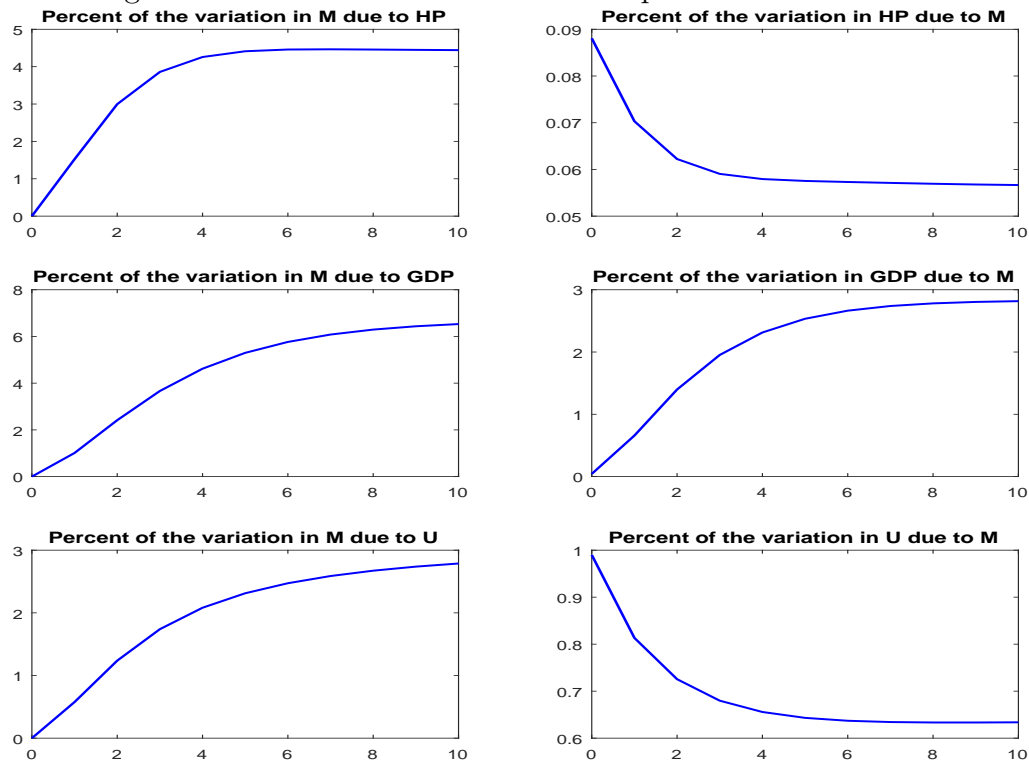 Percent of the variation in M due to HP
5
4
3
2
1
0
0 2 4 6 8 10
Percent of the variation in HP due to M
0.09
0.08
0.07
0.06
0.05
0 2 4 6 8 10
Percent of the variation in M due to GDP
8
6
4
2
0
0 2 4 6 8 10
Percent of the variation in GDP due to M
3
2
1
0
0 2 4 6 8 10
Percent of the variation in M due to U
3
2
1
0
0 2 4 6 8 10
Percent of the variation in U due to M
1
0.9
0.8
0.7
0.6
0 2 4 6 8 10